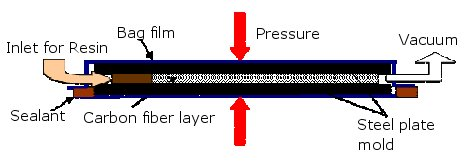 Bag film
Pressure
Vacuum
Inlet for Resin
Sealant
Carbon fiber layer
Steel plate
mold